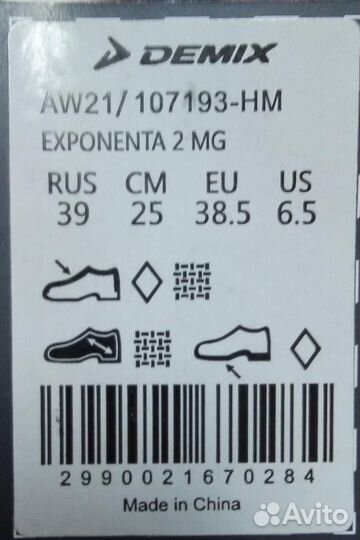 DEMIX
AW21/107193-HM
EXPONENTA 2 MG
RUS CM EU US
39 25 38.5 6.5
2990021670284
Made in China
Avito